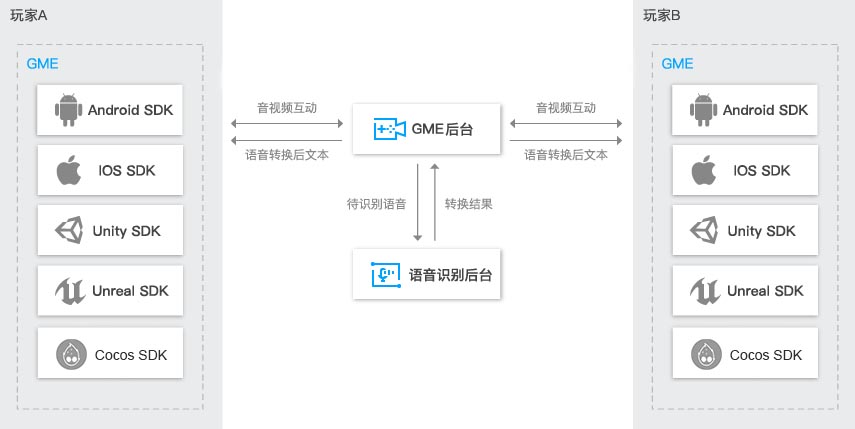 玩家A
GME
Android SDK
IOS SDK
Unity SDK
Unreal SDK
Cocos SDK
音视频互动
语音转换后文本
GME后台
待识别语音
转换结果
语音识别后台
音视频互动
语音转换后文本
玩家B
GME
Android SDK
IOS SDK
Unity SDK
Unreal SDK
Cocos SDK